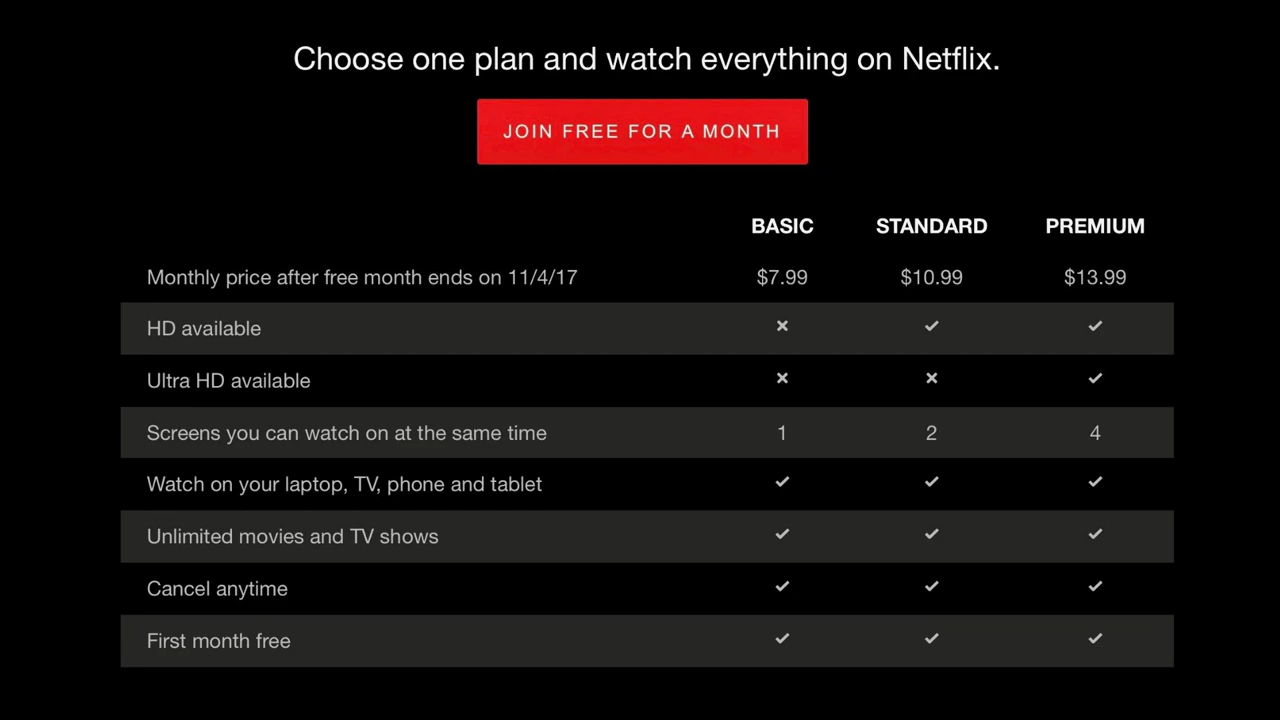 Choose one plan and watch everything on Netflix.
JOIN FREE FOR A MONTH
BASIC STANDARD PREMIUM
Monthly price after free month ends on 11/4/17 $7.99 $10.99 $13.99
HD available
Ultra HD available
Screens you can watch on at the same time 1 2 4
Watch on your laptop, TV, phone and tablet
Unlimited movies and TV shows
Cancel anytime
First month free